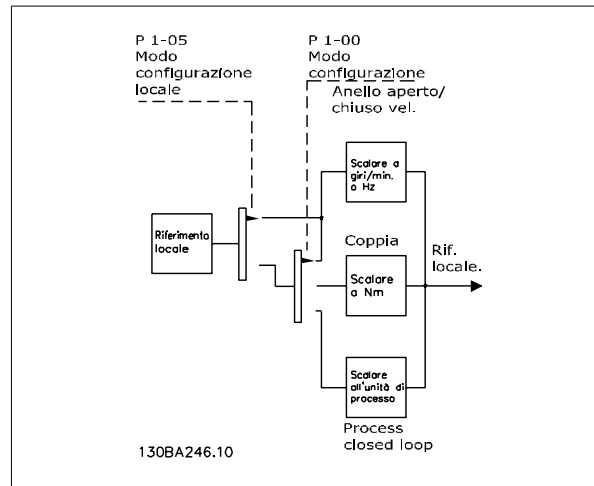 P 1-05
Modo
configurazione
locale
P 1-00
Modo
configurazione
Anello aperto/
chiuso vel.
Scalare a
giri/min.
o Hz
Riferimento
locale
Coppia
Scalare
a Nm
Rif.
locale.
Scalare
all'unità di
processo
Process
closed loop
130BA246.10